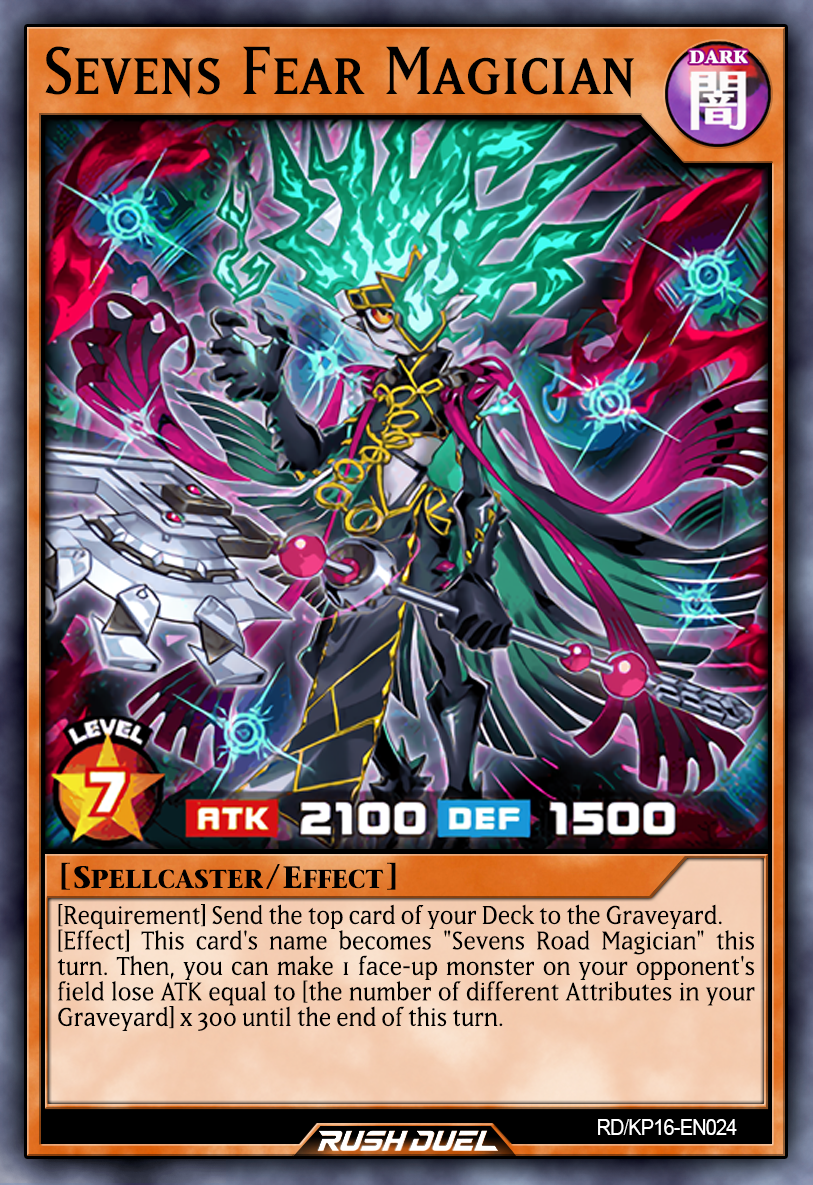 Sevens Fear Magician
DARK
闇
LEVEL
7
ATK 2100 DEF 1500
[Spellcaster/Effect]
[Requirement] Send the top card of your Deck to the Graveyard.
[Effect] This card's name becomes "Sevens Road Magician" this
turn. Then, you can make 1 face-up monster on your opponent's
field lose ATK equal to [the number of different Attributes in your
Graveyard] x 300 until the end of this turn.
RUSH DUEL
RD/KP16-EN024